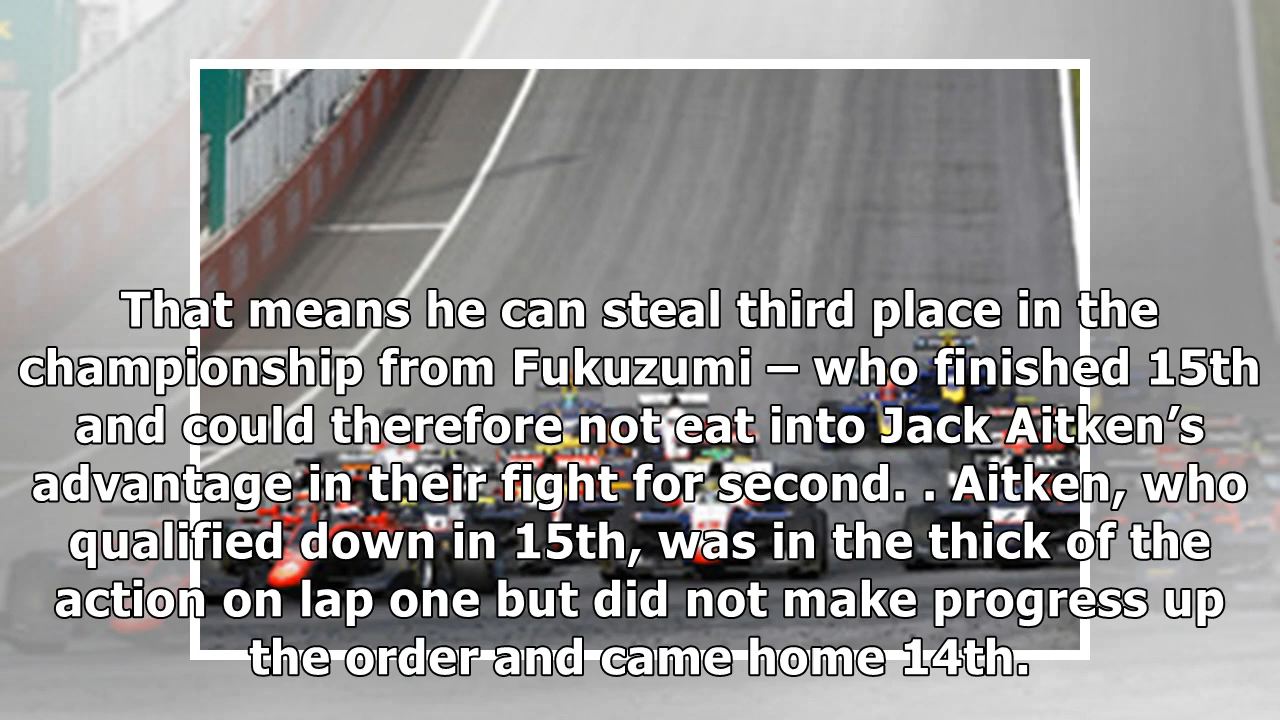 That means he can steal third place in the
championship from Fukuzumi – who finished 15th
and could therefore not eat into Jack Aitken’s
advantage in their fight for second. . Aitken, who
qualified down in 15th, was in the thick of the
action on lap one but did not make progress up
the order and came home 14th.